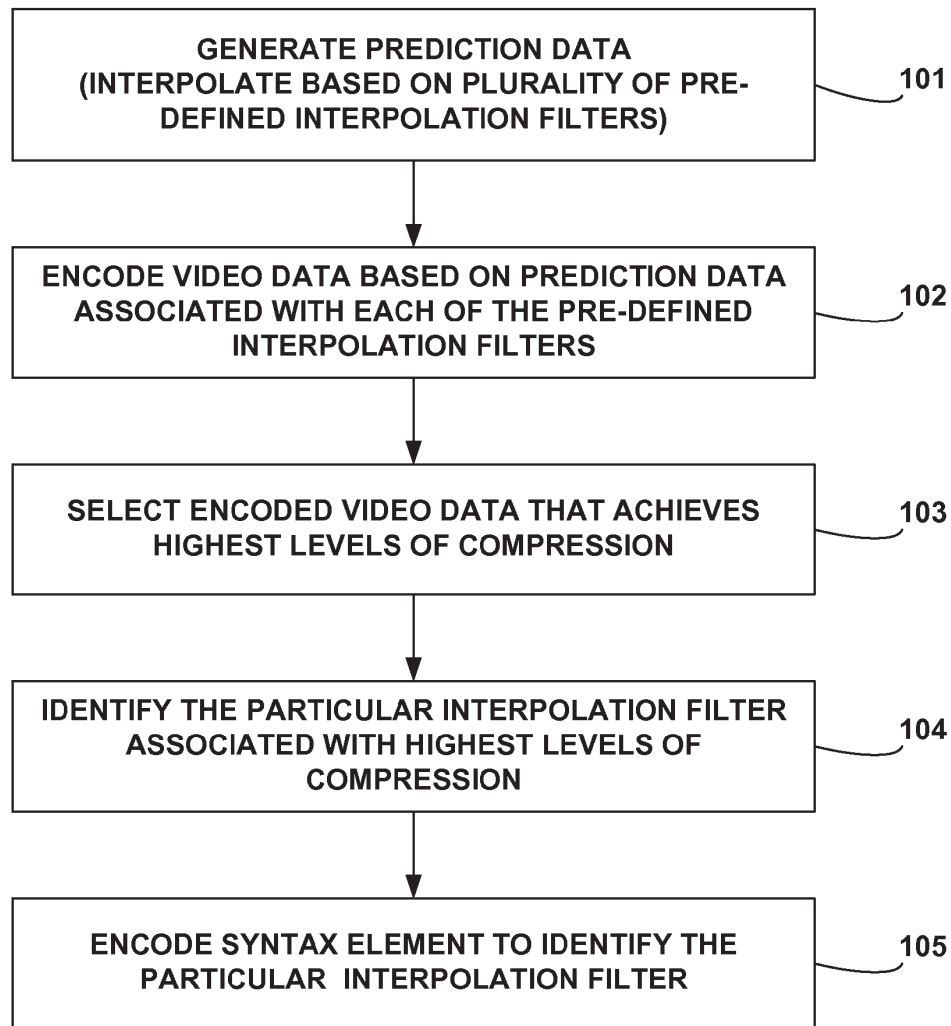 GENERATE PREDICTION DATA
(INTERPOLATE BASED ON PLURALITY OF PRE-
DEFINED INTERPOLATION FILTERS)
101
ENCODE VIDEO DATA BASED ON PREDICTION DATA
ASSOCIATED WITH EACH OF THE PRE-DEFINED
INTERPOLATION FILTERS
102
SELECT ENCODED VIDEO DATA THAT ACHIEVES
HIGHEST LEVELS OF COMPRESSION
103
IDENTIFY THE PARTICULAR INTERPOLATION FILTER
ASSOCIATED WITH HIGHEST LEVELS OF
COMPRESSION
104
ENCODE SYNTAX ELEMENT TO IDENTIFY THE
PARTICULAR INTERPOLATION FILTER
105